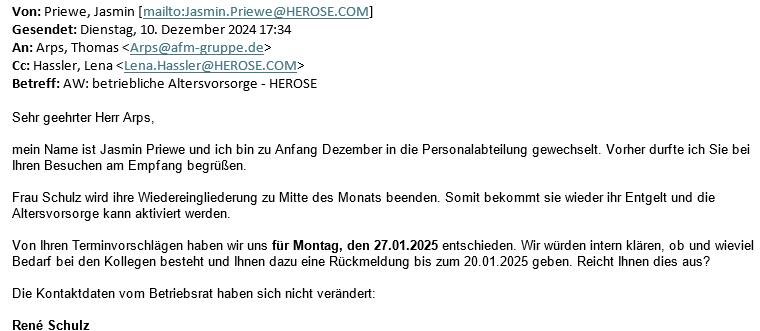 Von: Priewe, Jasmin [mailto:Jasmin.Priewe@HEROSE.COM]
Gesendet: Dienstag, 10. Dezember 2024 17:34
An: Arps, Thomas <Arps@afm-gruppe.de>
Cc: Hassler, Lena <Lena.Hassler@HEROSE.COM>
Betreff: AW: betriebliche Altersvorsorge - HEROSE
Sehr geehrter Herr Arps,
mein Name ist Jasmin Priewe und ich bin zu Anfang Dezember in die Personalabteilung gewechselt. Vorher durfte ich Sie bei
Ihren Besuchen am Empfang begrüßen.
Frau Schulz wird ihre Wiedereingliederung zu Mitte des Monats beenden. Somit bekommt sie wieder ihr Entgelt und die
Altersvorsorge kann aktiviert werden.
Von Ihren Terminvorschlägen haben wir uns für Montag, den 27.01.2025 entschieden. Wir würden intern klären, ob und wieviel
Bedarf bei den Kollegen besteht und Ihnen dazu eine Rückmeldung bis zum 20.01.2025 geben. Reicht Ihnen dies aus?
Die Kontaktdaten vom Betriebsrat haben sich nicht verändert:
René Schulz